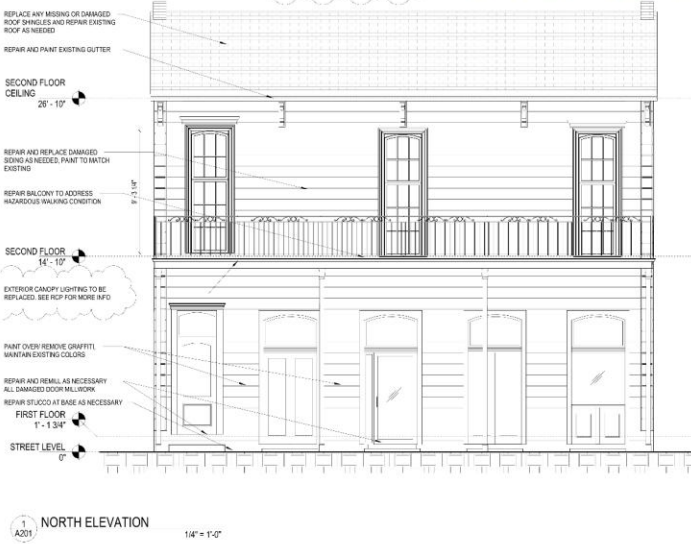 REPLACE ANY MISSING OR DAMAGED
ROOF SHINGLES AND REPAIR EXISTING
ROOF AS NEEDED
REPAIR AND PAINT EXISTING GUTTER
SECOND FLOOR
CEILING
26' - 10"
REPAIR AND REPLACE DAMAGED
SIDING AS NEEDED, PAINT TO MATCH
EXISTING
9' - 3 1/4"
REPAIR BALCONY TO ADDRESS
HAZARDOUS WALKING CONDITION
SECOND FLOOR
14' - 10"
EXTERIOR CANOPY LIGHTING TO BE
REPLACED. SEE RCP FOR MORE INFO
PAINT OVER/ REMOVE GRAFFITI,
MAINTAIN EXISTING COLORS
REPAIR AND REMILL AS NECESSARY
ALL DAMAGED DOOR MILLWORK
REPAIR STUCCO AT BASE AS NECESSARY
FIRST FLOOR
1' - 1 3/4"
STREET LEVEL
0"
1
A201
NORTH ELEVATION
1/4" = 1'-0"